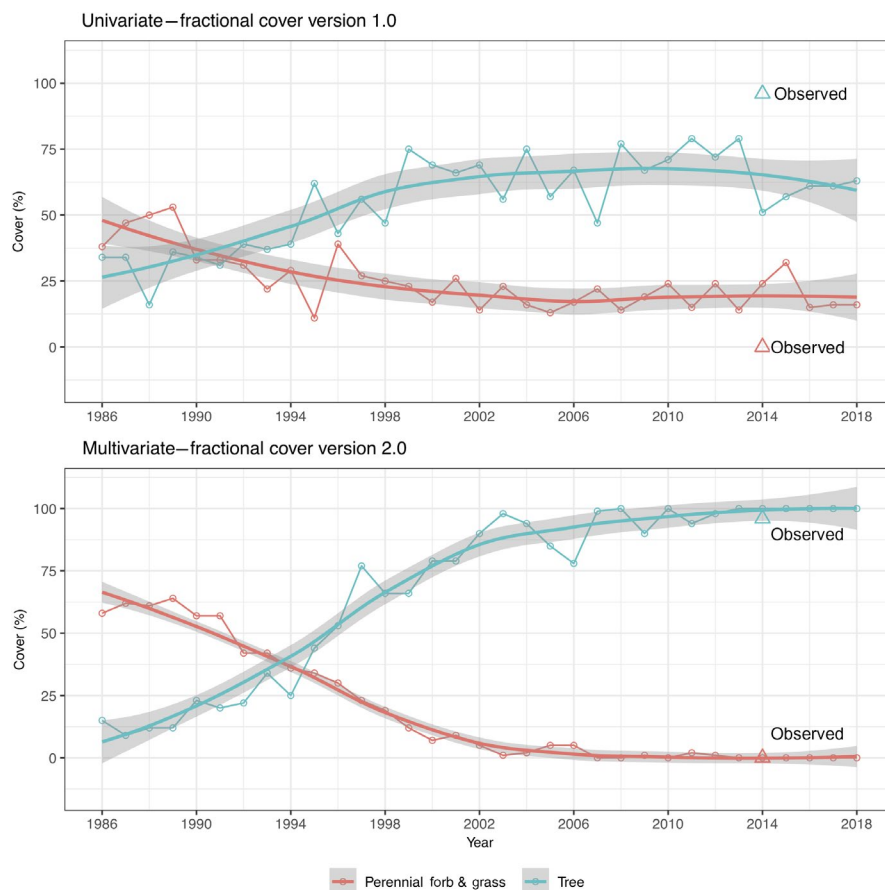 Univariate–fractional cover version 1.0
100
75
50
25
0
Cover (%)
Observed
Observed
1986 1990 1994 1998 2002 2006 2010 2014 2018
Multivariate–fractional cover version 2.0
100
75
50
25
0
Cover (%)
Observed
Observed
1986 1990 1994 1998 2002 2006 2010 2014 2018
Year
Perennial forb & grass Tree